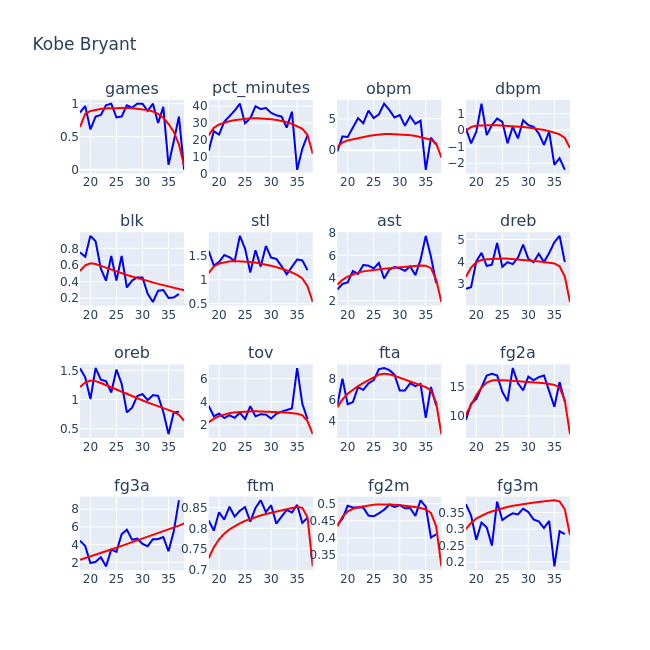 Kobe Bryant
games pct_minutes obpm dbpm
1 0.5 0 20 25 30 35
40 30 20 10 0 20 25 30 35
5 0 20 25 30 35
1 0 −1 −2 20 25 30 35
blk stl ast dreb
0.8 0.6 0.4 0.2 20 25 30 35
1.5 1 0.5 20 25 30 35
8 6 4 2 20 25 30 35
5 4 3 20 25 30 35
oreb tov fta fg2a
1.5 1 0.5 20 25 30 35
6 4 2 20 25 30 35
8 6 4 20 25 30 35
15 10 20 25 30 35
fg3a ftm fg2m fg3m
8 6 4 2 20 25 30 35
0.85 0.8 0.75 0.7 20 25 30 35
0.5 0.45 0.4 0.35 20 25 30 35
0.35 0.3 0.25 0.2 20 25 30 35